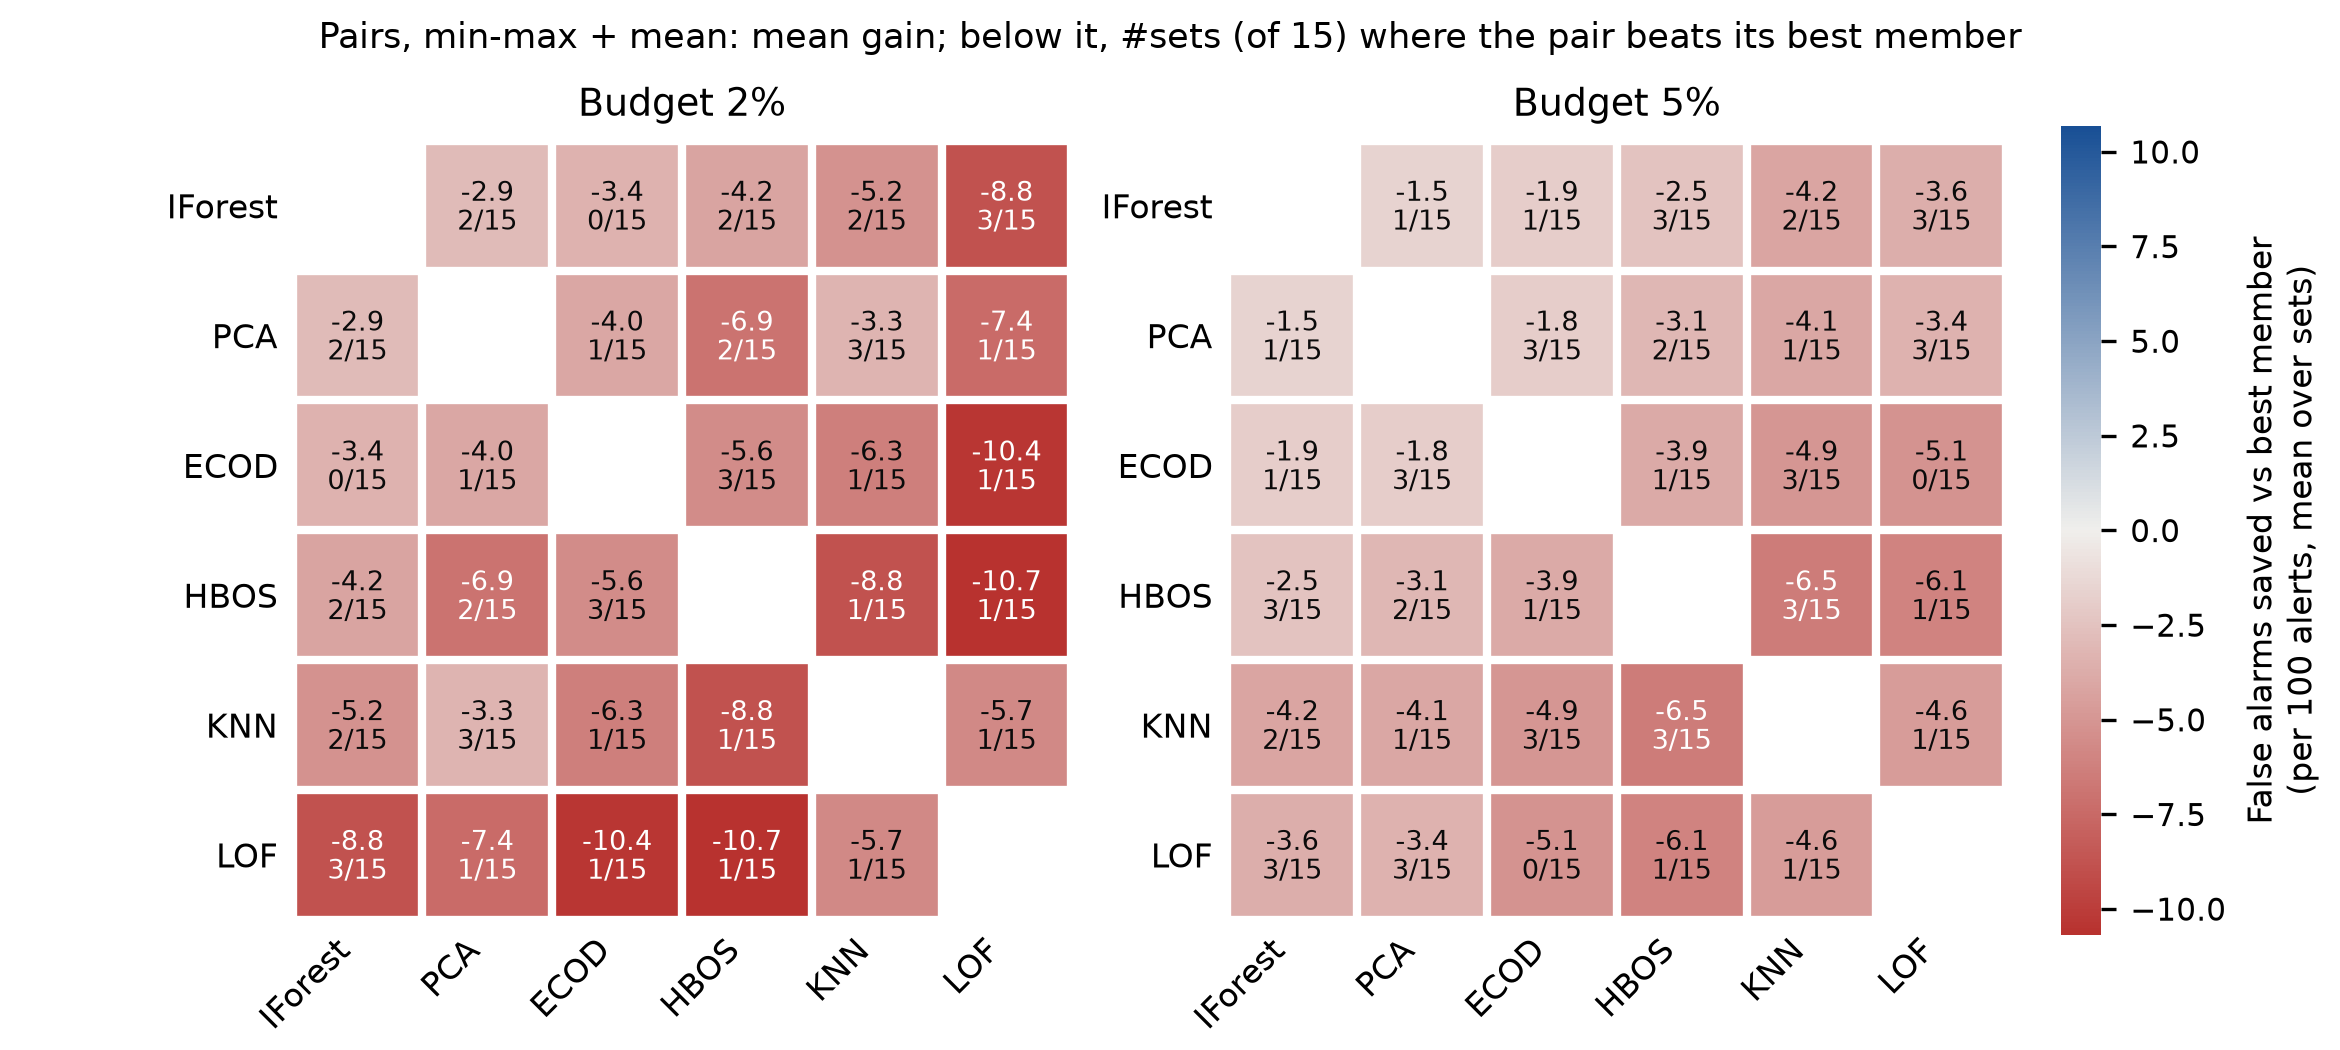 Pairs, min-max + mean: mean gain; below it, #sets (of 15) where the pair beats its best member
Budget 2%
IForest
-2.9 -3.4 -4.2 -5.2 -8.8
2/15 0/15 2/15 2/15 3/15
PCA
-2.9 -4.0 -6.9 -3.3 -7.4
2/15 1/15 2/15 3/15 1/15
ECOD
-3.4 -4.0 -5.6 -6.3 -10.4
0/15 1/15 3/15 1/15 1/15
HBOS
-4.2 -6.9 -5.6 -8.8 -10.7
2/15 2/15 3/15 1/15 1/15
KNN
-5.2 -3.3 -6.3 -8.8 -5.7
2/15 3/15 1/15 1/15 1/15
LOF
-8.8 -7.4 -10.4 -10.7 -5.7
3/15 1/15 1/15 1/15 1/15
IForest PCA ECOD HBOS KNN LOF
Budget 5%
IForest
-1.5 -1.9 -2.5 -4.2 -3.6
1/15 1/15 3/15 2/15 3/15
PCA
-1.5 -1.8 -3.1 -4.1 -3.4
1/15 3/15 2/15 1/15 3/15
ECOD
-1.9 -1.8 -3.9 -4.9 -5.1
1/15 3/15 1/15 3/15 0/15
HBOS
-2.5 -3.1 -3.9 -6.5 -6.1
3/15 2/15 1/15 3/15 1/15
KNN
-4.2 -4.1 -4.9 -6.5 -4.6
2/15 1/15 3/15 3/15 1/15
LOF
-3.6 -3.4 -5.1 -6.1 -4.6
3/15 3/15 0/15 1/15 1/15
IForest PCA ECOD HBOS KNN LOF
10.0
7.5
5.0
2.5
0.0
−2.5
−5.0
−7.5
−10.0
False alarms saved vs best member
(per 100 alerts, mean over sets)